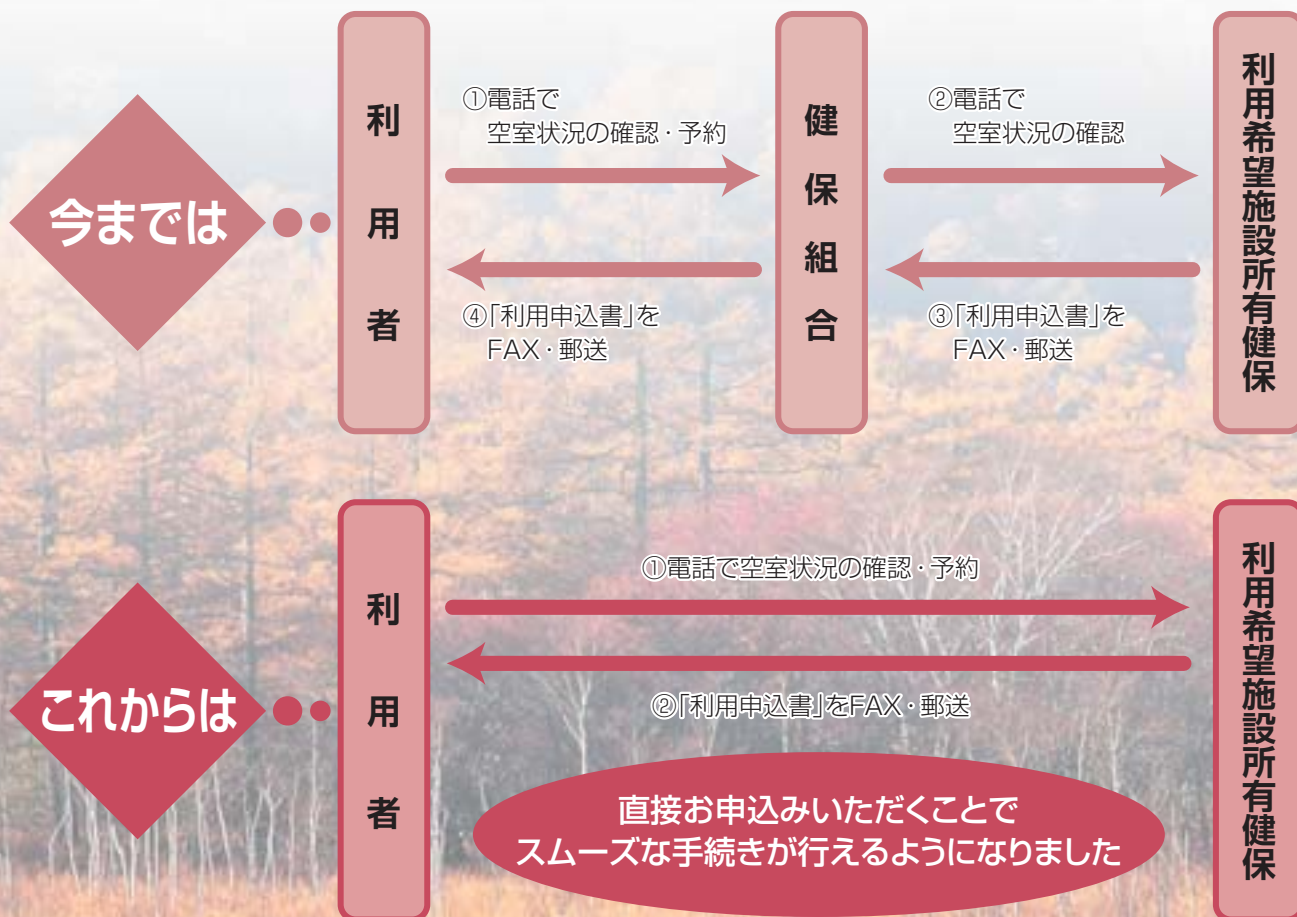 今までは
利用者
①電話で
空室状況の確認・予約
健保組合
②電話で
空室状況の確認
利用希望施設所有健保
④「利用申込書」を
FAX・郵送
③「利用申込書」を
FAX・郵送
これからは
利用者
①電話で空室状況の確認・予約
②「利用申込書」をFAX・郵送
利用希望施設所有健保
直接お申込みいただくことで
スムーズな手続きが行えるようになりました